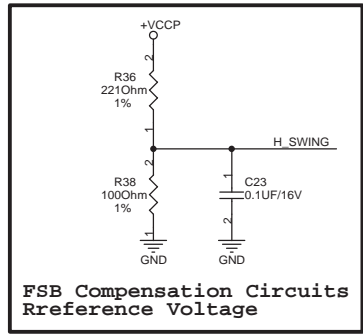 +VCCP
2
R36
221Ohm
1%
1
H_SWING
2
R38
100Ohm
1%
1
1
C23
0.1UF/16V
2
GND
GND
FSB Compensation Circuits
Rreference Voltage